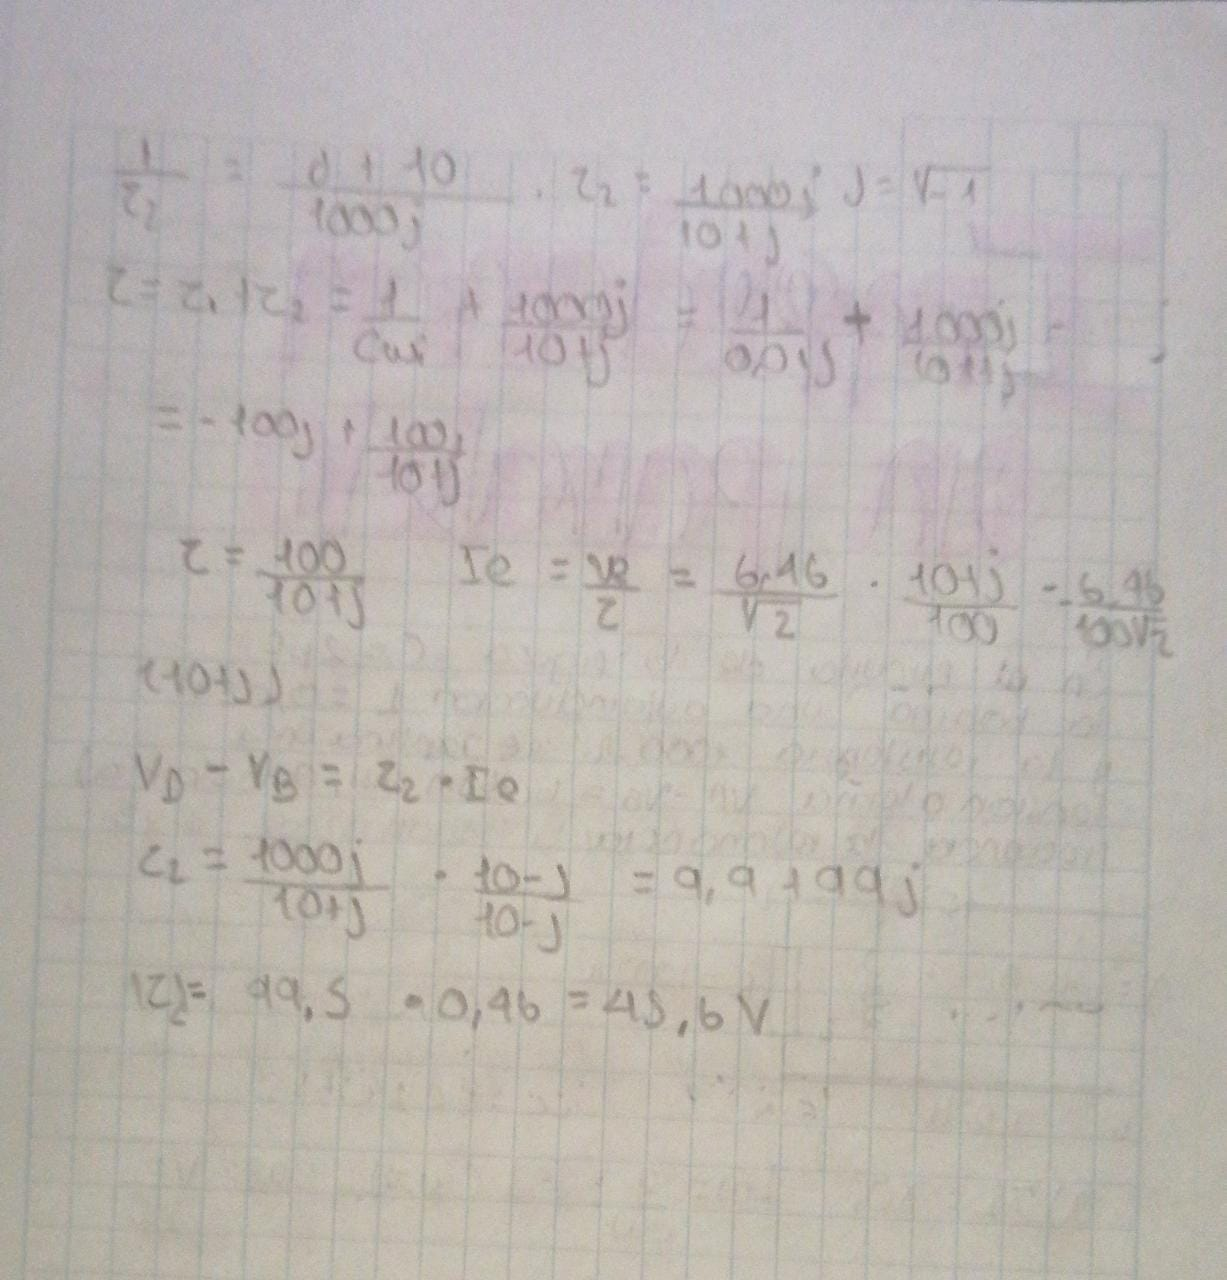 1/z₂ = j + 10/1000j . z₂ = 1000j/10+j J = √-1
z = z₁ + z₂ = 1/Cωj + 1000j/10+j = 1/0,01j + 1000j/10+j -
= -100j + 100j/10+j
z = 100/10+j Ie = VR/z = 6,46/√2 · 10+j/100 = 6,46/100√2
(10+j)
VD - VB = z₂ • Ie
z₂ = 1000j/10+j • 10-J/10-J = 9,9 + 99j
|z₂| = 99,5 • 0,46 = 45,6 V